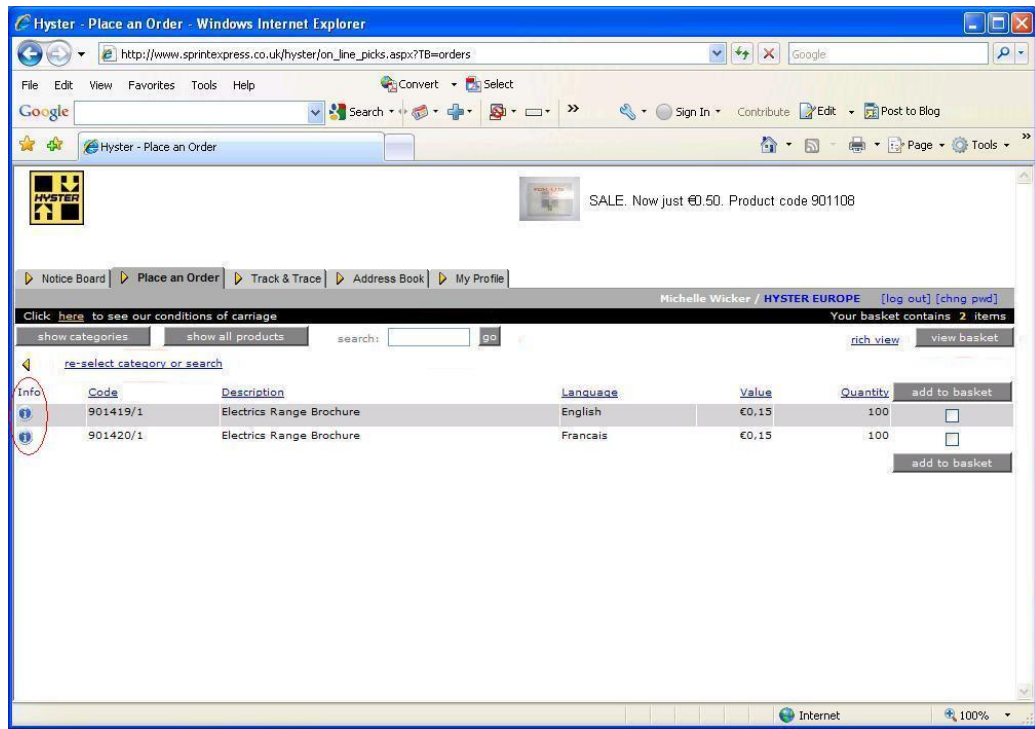 Hyster - Place an Order - Windows Internet Explorer
http://www.sprintexpress.co.uk/hyster/on_line_picks.aspx?TB=orders Google
File Edit View Favorites Tools Help Convert Select
Google Search Sign In Contribute Edit Post to Blog
Hyster - Place an Order Page Tools
HYSTER
SALE. Now just €0.50. Product code 901108
Notice Board Place an Order Track & Trace Address Book My Profile
Michelle Wicker / HYSTER EUROPE [log out] [chng pwd]
Click here to see our conditions of carriage Your basket contains 2 items
show categories show all products search: go rich view view basket
re-select category or search
Info Code Description Language Value Quantity add to basket
901419/1 Electrics Range Brochure English €0,15 100
901420/1 Electrics Range Brochure Francais €0,15 100
add to basket
Internet 100%